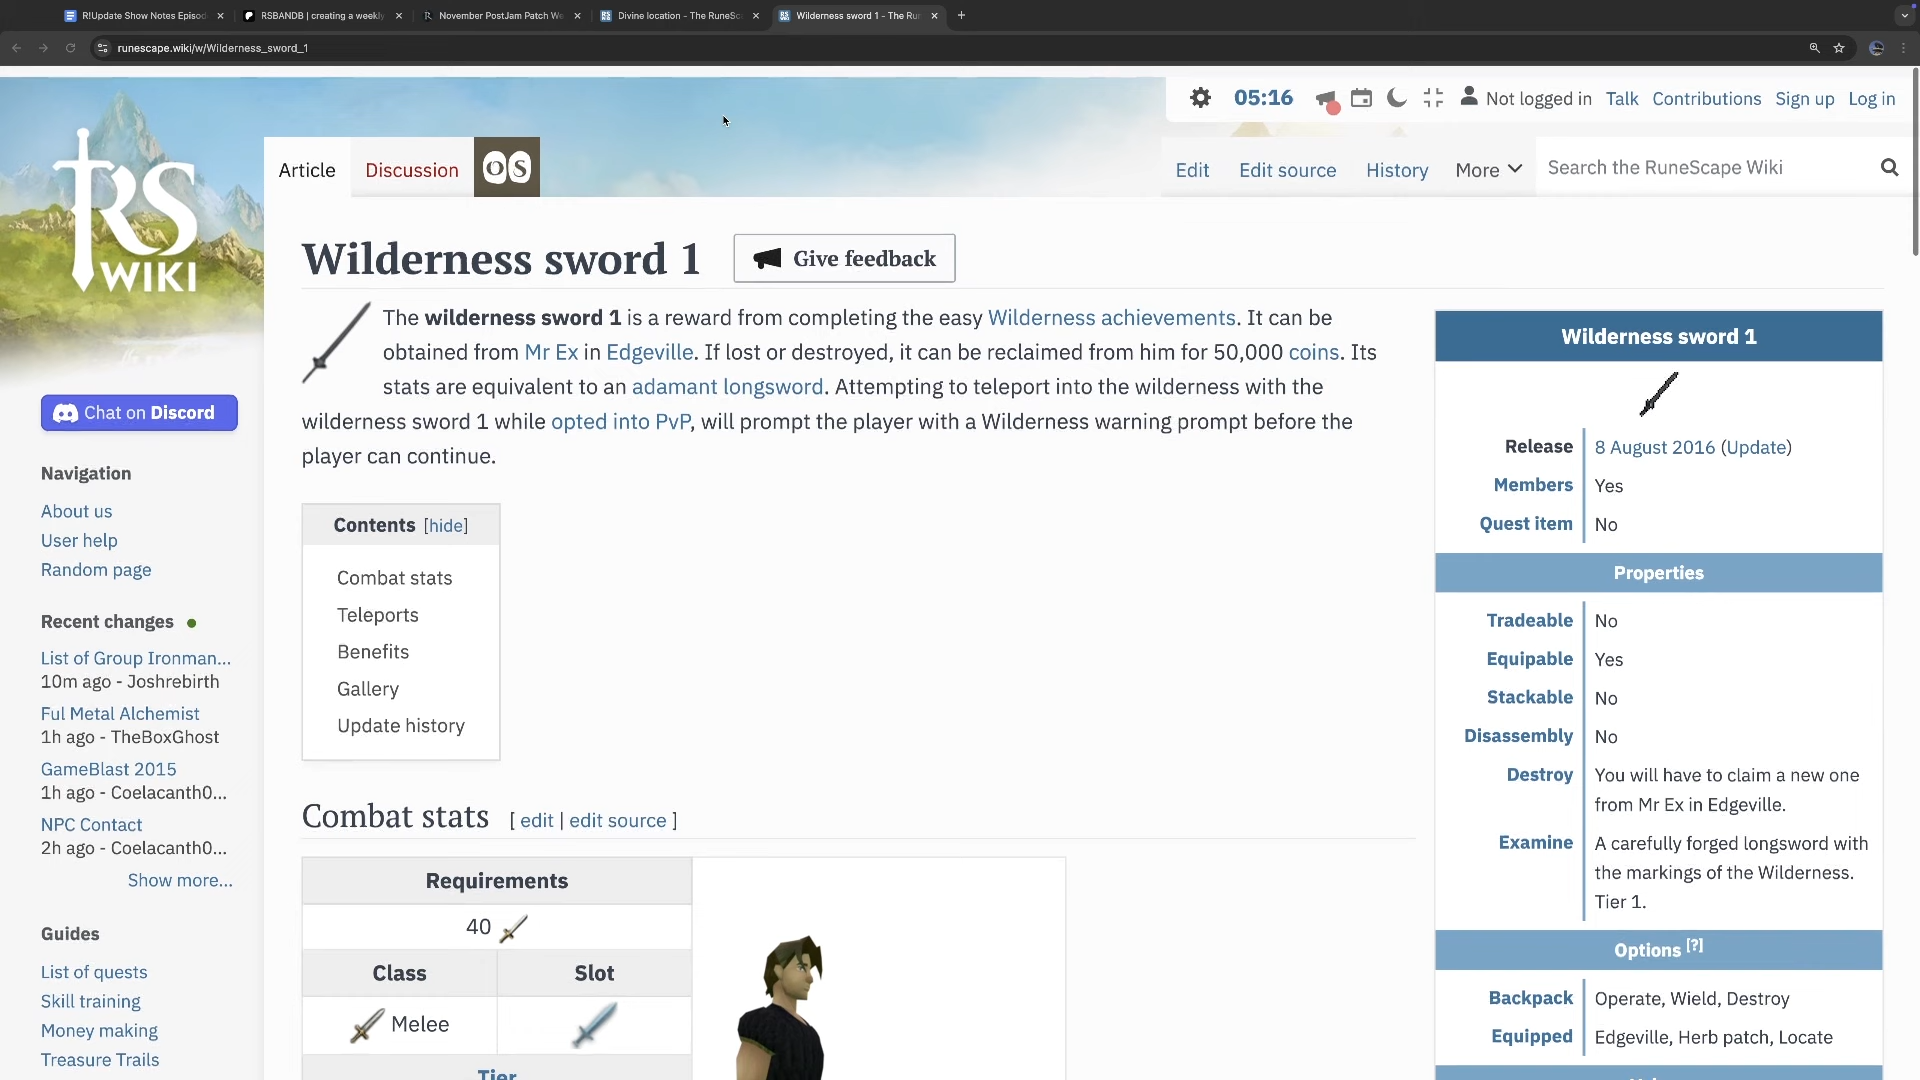 R!Update Show Notes Episod
RSBANDB | creating a weekly
November PostJam Patch We
Divine location - The RuneSc
Wilderness sword 1 - The Ru
runescape.wiki/w/Wilderness_sword_1
05:16
Not logged in
Talk
Contributions
Sign up
Log in
RS
WIKI
Article
Discussion
OS
Edit
Edit source
History
More
Search the RuneScape Wiki
Wilderness sword 1
Give feedback
The wilderness sword 1 is a reward from completing the easy Wilderness achievements. It can be
obtained from Mr Ex in Edgeville. If lost or destroyed, it can be reclaimed from him for 50,000 coins. Its
stats are equivalent to an adamant longsword. Attempting to teleport into the wilderness with the
wilderness sword 1 while opted into PvP, will prompt the player with a Wilderness warning prompt before the
player can continue.
Chat on Discord
Navigation
About us
User help
Random page
Recent changes
List of Group Ironman...
10m ago - Joshrebirth
Ful Metal Alchemist
1h ago - TheBoxGhost
GameBlast 2015
1h ago - Coelacanth0...
NPC Contact
2h ago - Coelacanth0...
Show more...
Guides
List of quests
Skill training
Money making
Treasure Trails
Contents [hide]
Combat stats
Teleports
Benefits
Gallery
Update history
Combat stats [ edit | edit source ]
Requirements
40
Class
Slot
Melee
Tier
Wilderness sword 1
Release 8 August 2016 (Update)
Members Yes
Quest item No
Properties
Tradeable No
Equipable Yes
Stackable No
Disassembly No
Destroy You will have to claim a new one
from Mr Ex in Edgeville.
Examine A carefully forged longsword with
the markings of the Wilderness.
Tier 1.
Options [?]
Backpack Operate, Wield, Destroy
Equipped Edgeville, Herb patch, Locate